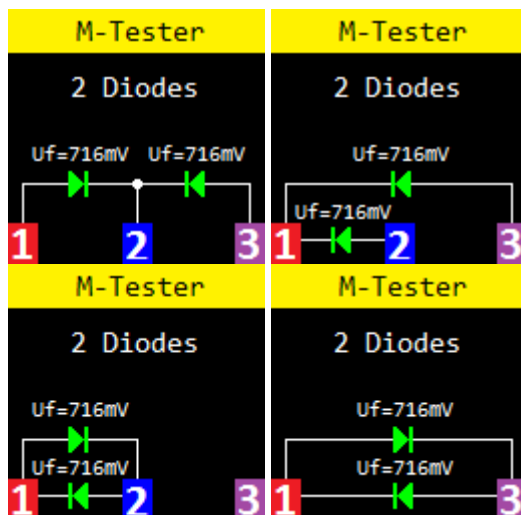 M-Tester
2 Diodes
Uf=716mV Uf=716mV
1 2 3
M-Tester
2 Diodes
Uf=716mV
Uf=716mV
1 2 3
M-Tester
2 Diodes
Uf=716mV
Uf=716mV
1 2 3
M-Tester
2 Diodes
Uf=716mV
Uf=716mV
1 3